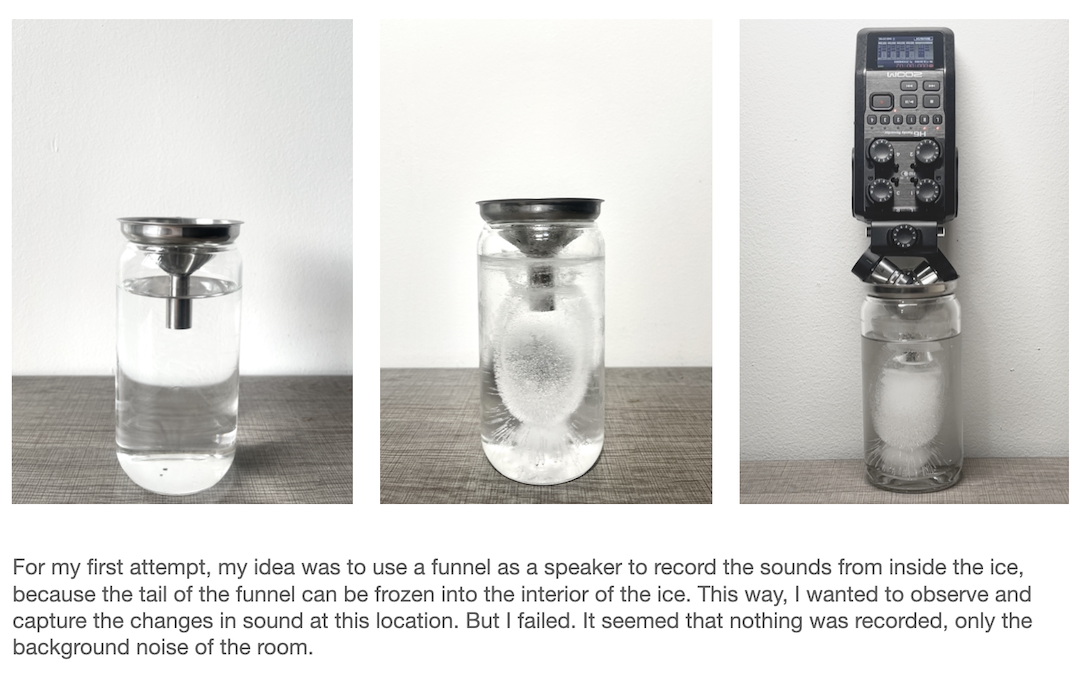 ZOOM
H6
For my first attempt, my idea was to use a funnel as a speaker to record the sounds from inside the ice,
because the tail of the funnel can be frozen into the interior of the ice. This way, I wanted to observe and
capture the changes in sound at this location. But I failed. It seemed that nothing was recorded, only the
background noise of the room.